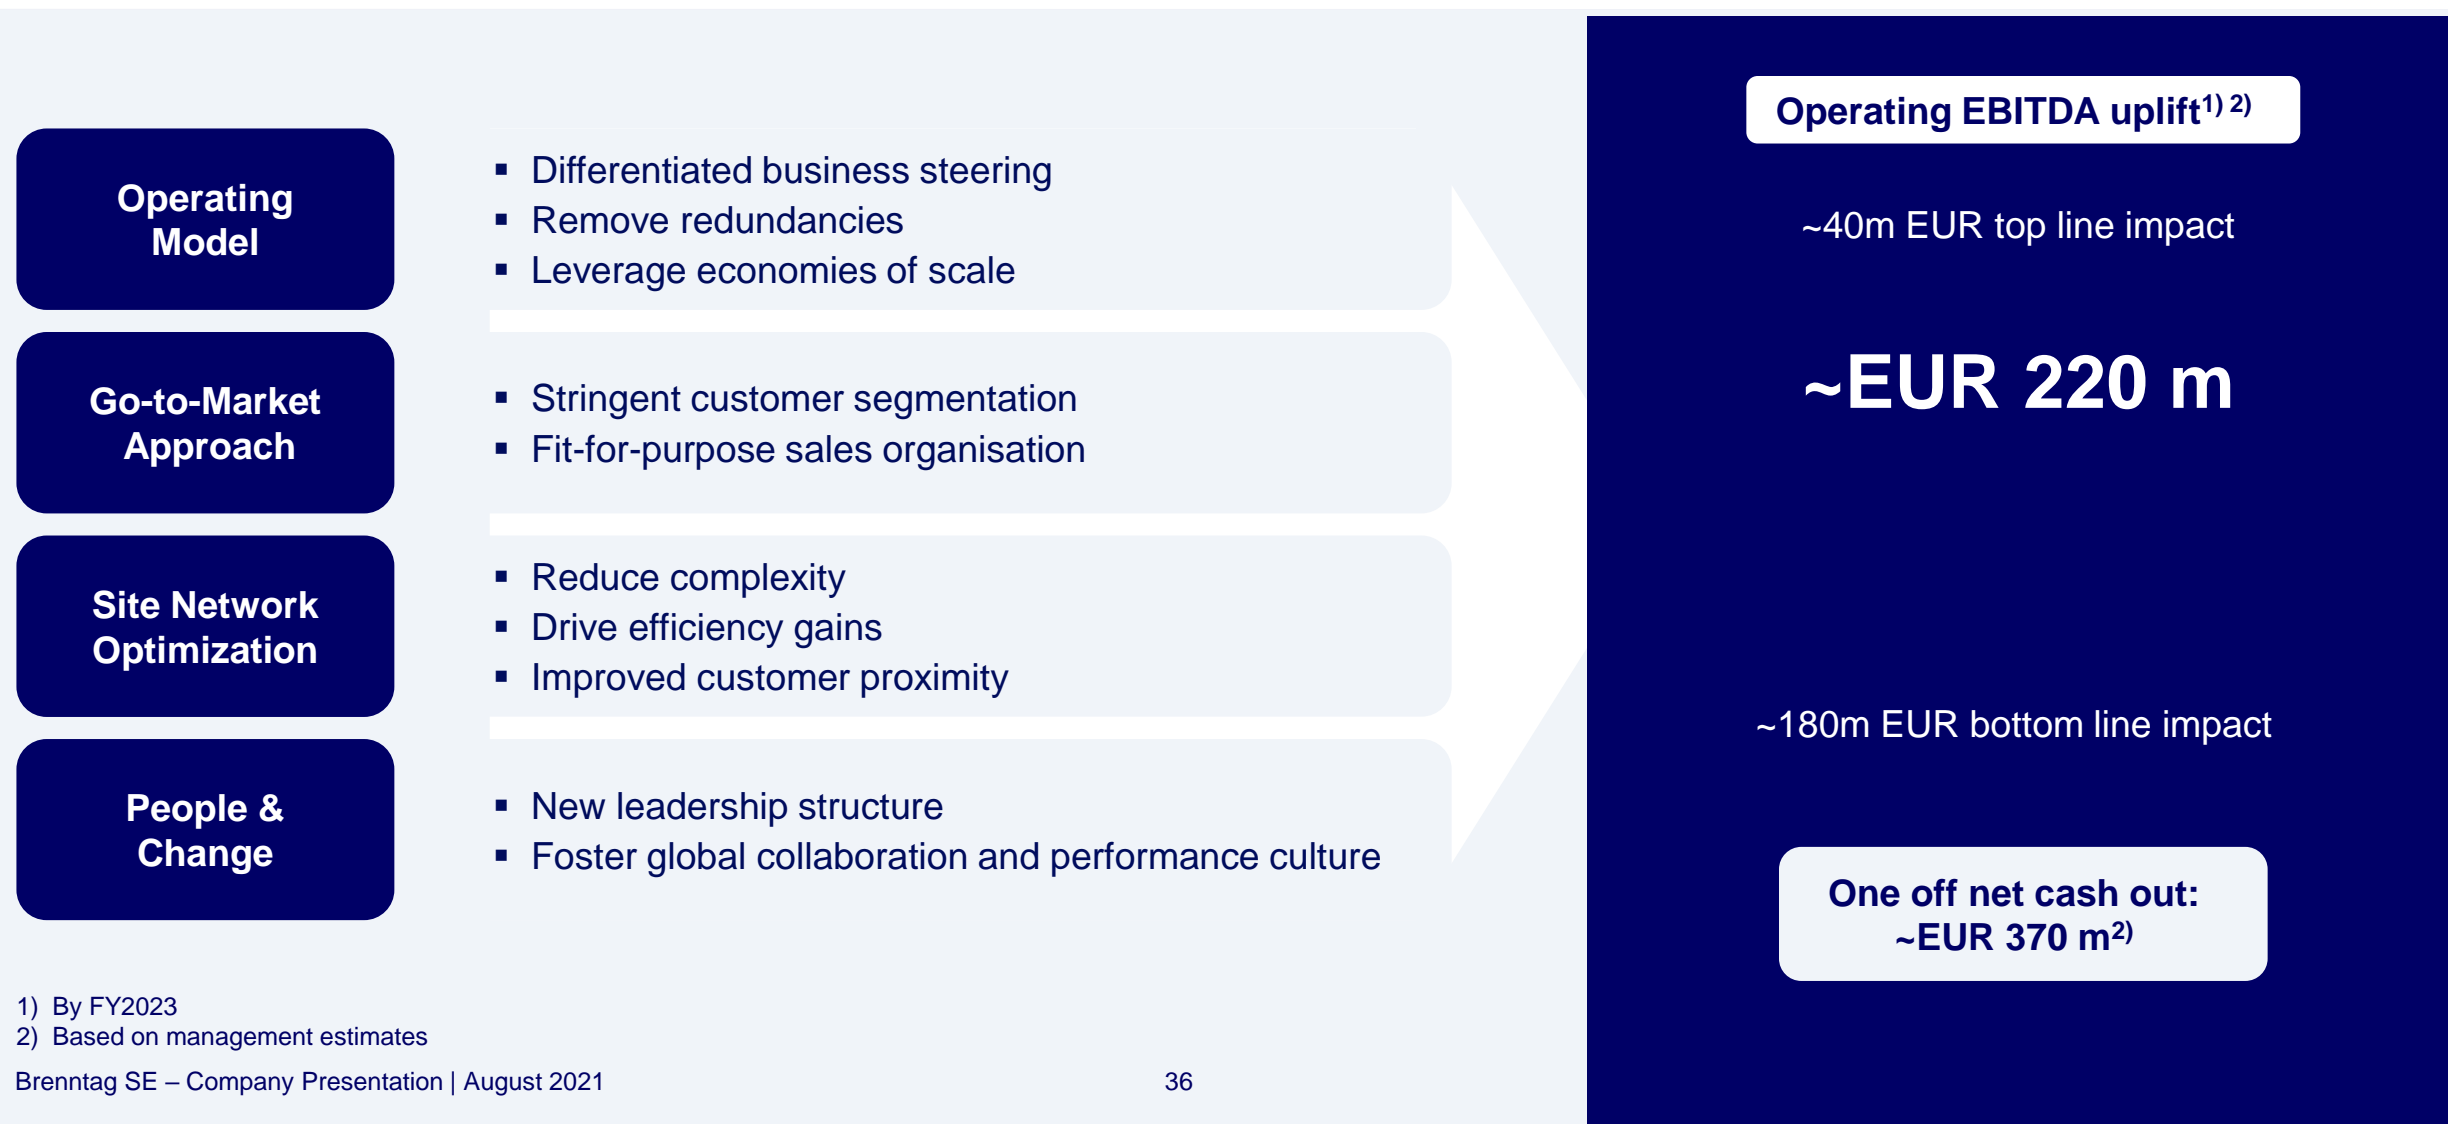 Operating
Model
▪ Differentiated business steering
▪ Remove redundancies
▪ Leverage economies of scale
Go-to-Market
Approach
▪ Stringent customer segmentation
▪ Fit-for-purpose sales organisation
Site Network
Optimization
▪ Reduce complexity
▪ Drive efficiency gains
▪ Improved customer proximity
People &
Change
▪ New leadership structure
▪ Foster global collaboration and performance culture
Operating EBITDA uplift1) 2)
~40m EUR top line impact
~EUR 220 m
~180m EUR bottom line impact
One off net cash out:
~EUR 370 m2)
1) By FY2023
2) Based on management estimates
Brenntag SE – Company Presentation | August 2021
36